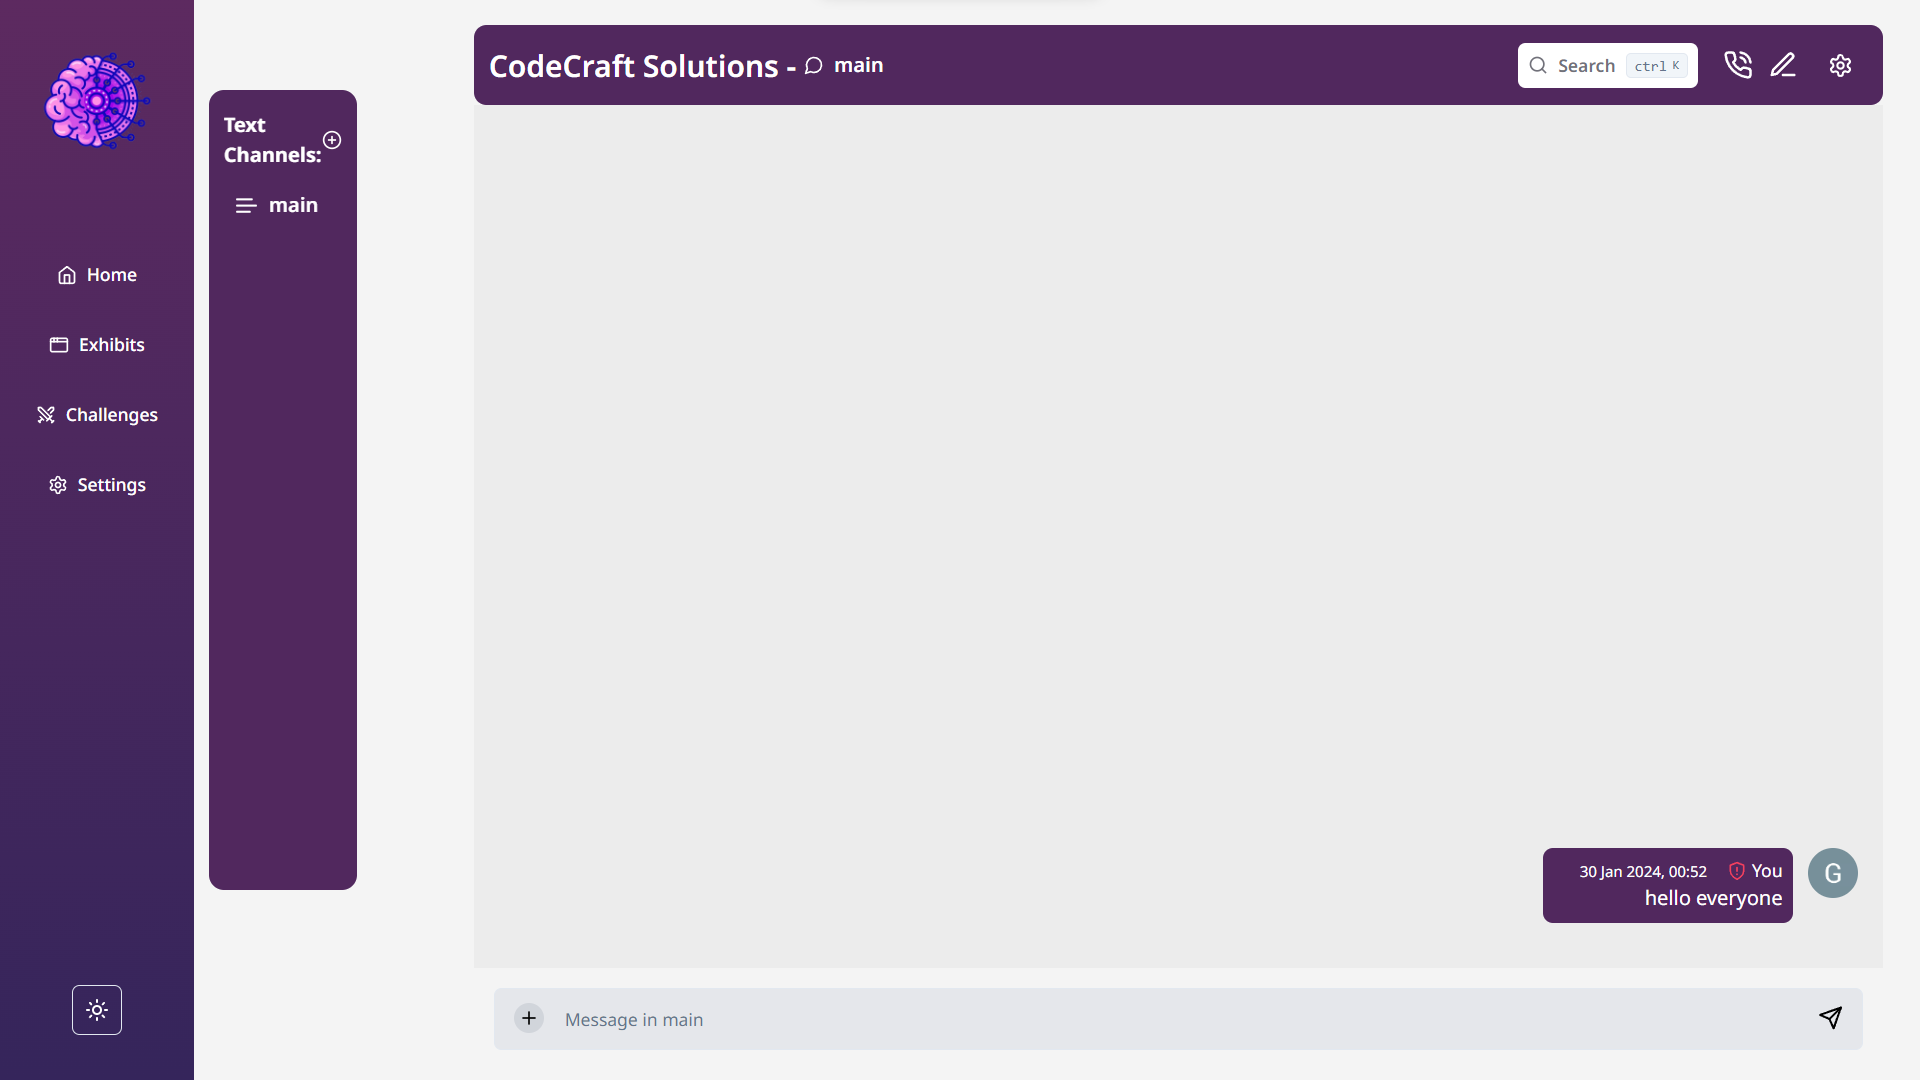 Home
Exhibits
Challenges
Settings
Text
Channels:
main
CodeCraft Solutions - main
Search ctrl K
30 Jan 2024, 00:52 You
hello everyone
G
Message in main